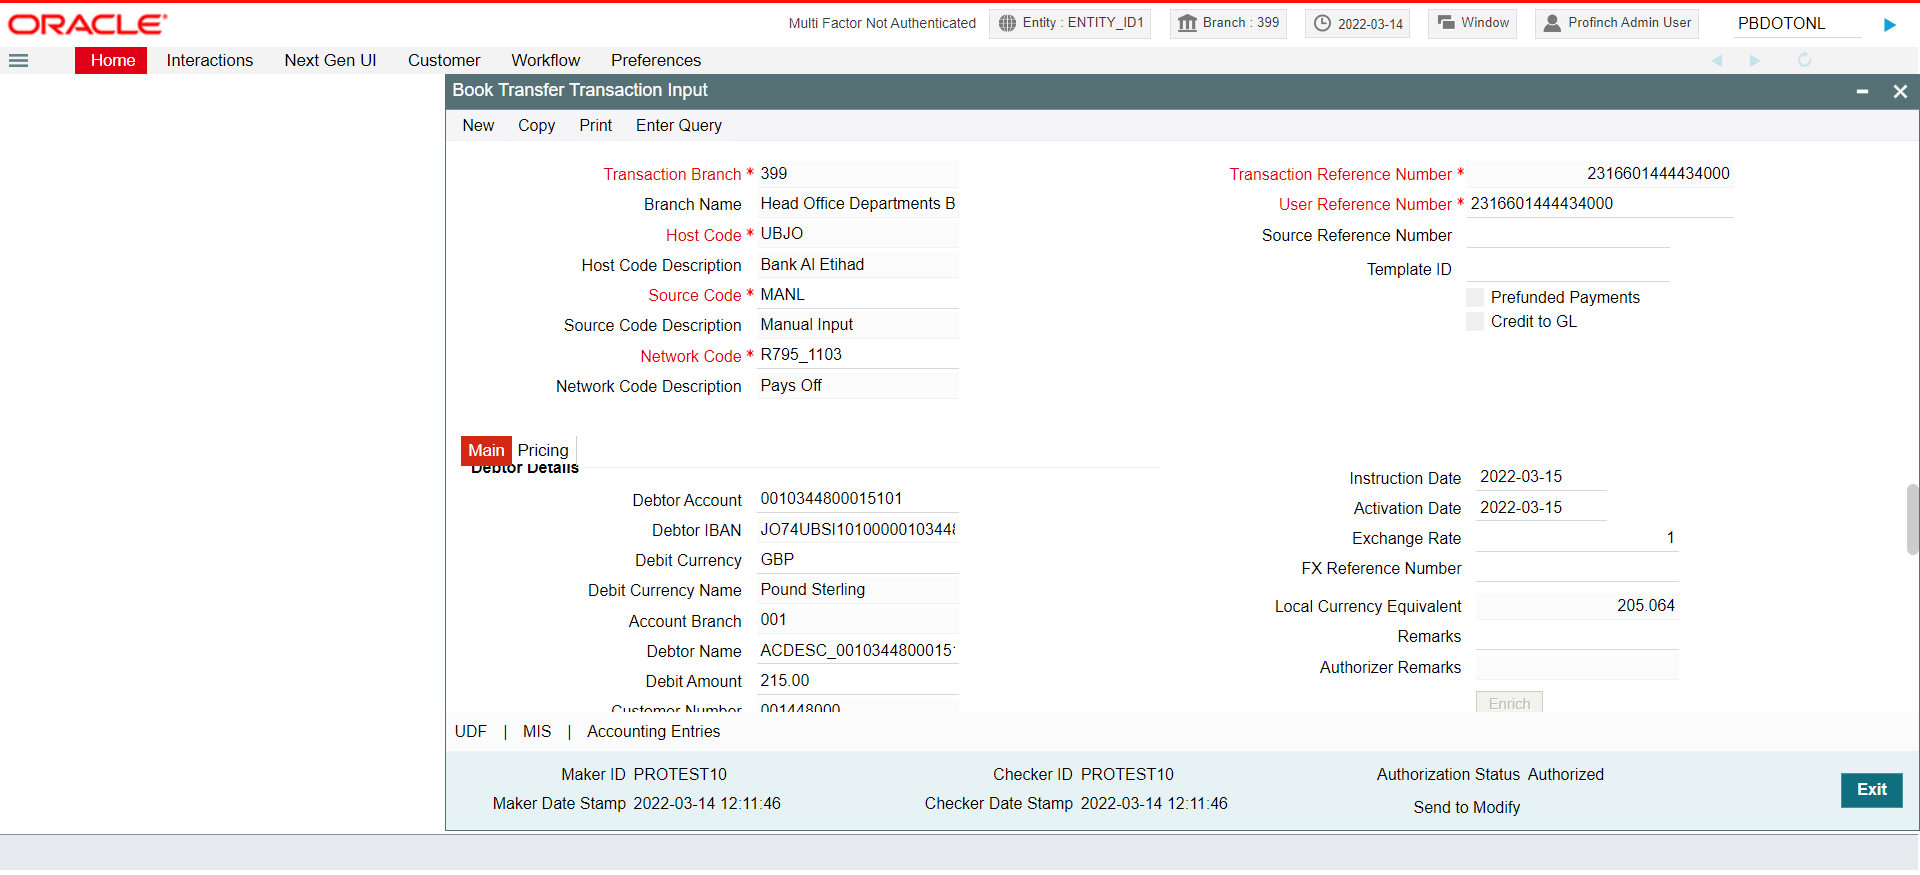 ORACLE
Multi Factor Not Authenticated
Entity : ENTITY_ID1
Branch : 399
2022-03-14
Window
Profinch Admin User
PBDOTONL
Home
Interactions
Next Gen UI
Customer
Workflow
Preferences
Book Transfer Transaction Input
New
Copy
Print
Enter Query
Transaction Branch * 399
Branch Name Head Office Departments B
Host Code * UBJO
Host Code Description Bank Al Etihad
Source Code * MANL
Source Code Description Manual Input
Network Code * R795_1103
Network Code Description Pays Off
Transaction Reference Number * 2316601444434000
User Reference Number * 2316601444434000
Source Reference Number
Template ID
Prefunded Payments
Credit to GL
Main
Pricing
Debtor Details
Debtor Account 0010344800015101
Debtor IBAN JO74UBSI1010000010344
Debit Currency GBP
Debit Currency Name Pound Sterling
Account Branch 001
Debtor Name ACDESC_0010344800015
Debit Amount 215.00
Customer Number 001448000
Instruction Date 2022-03-15
Activation Date 2022-03-15
Exchange Rate 1
FX Reference Number
Local Currency Equivalent 205.064
Remarks
Authorizer Remarks
Enrich
UDF | MIS | Accounting Entries
Maker ID PROTEST10
Maker Date Stamp 2022-03-14 12:11:46
Checker ID PROTEST10
Checker Date Stamp 2022-03-14 12:11:46
Authorization Status Authorized
Send to Modify
Exit